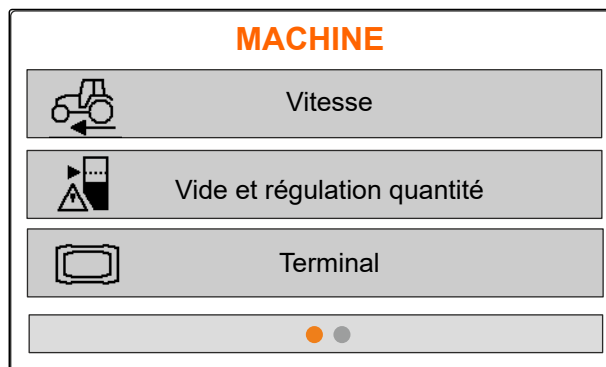 MACHINE
Vitesse
Vide et régulation quantité
Terminal